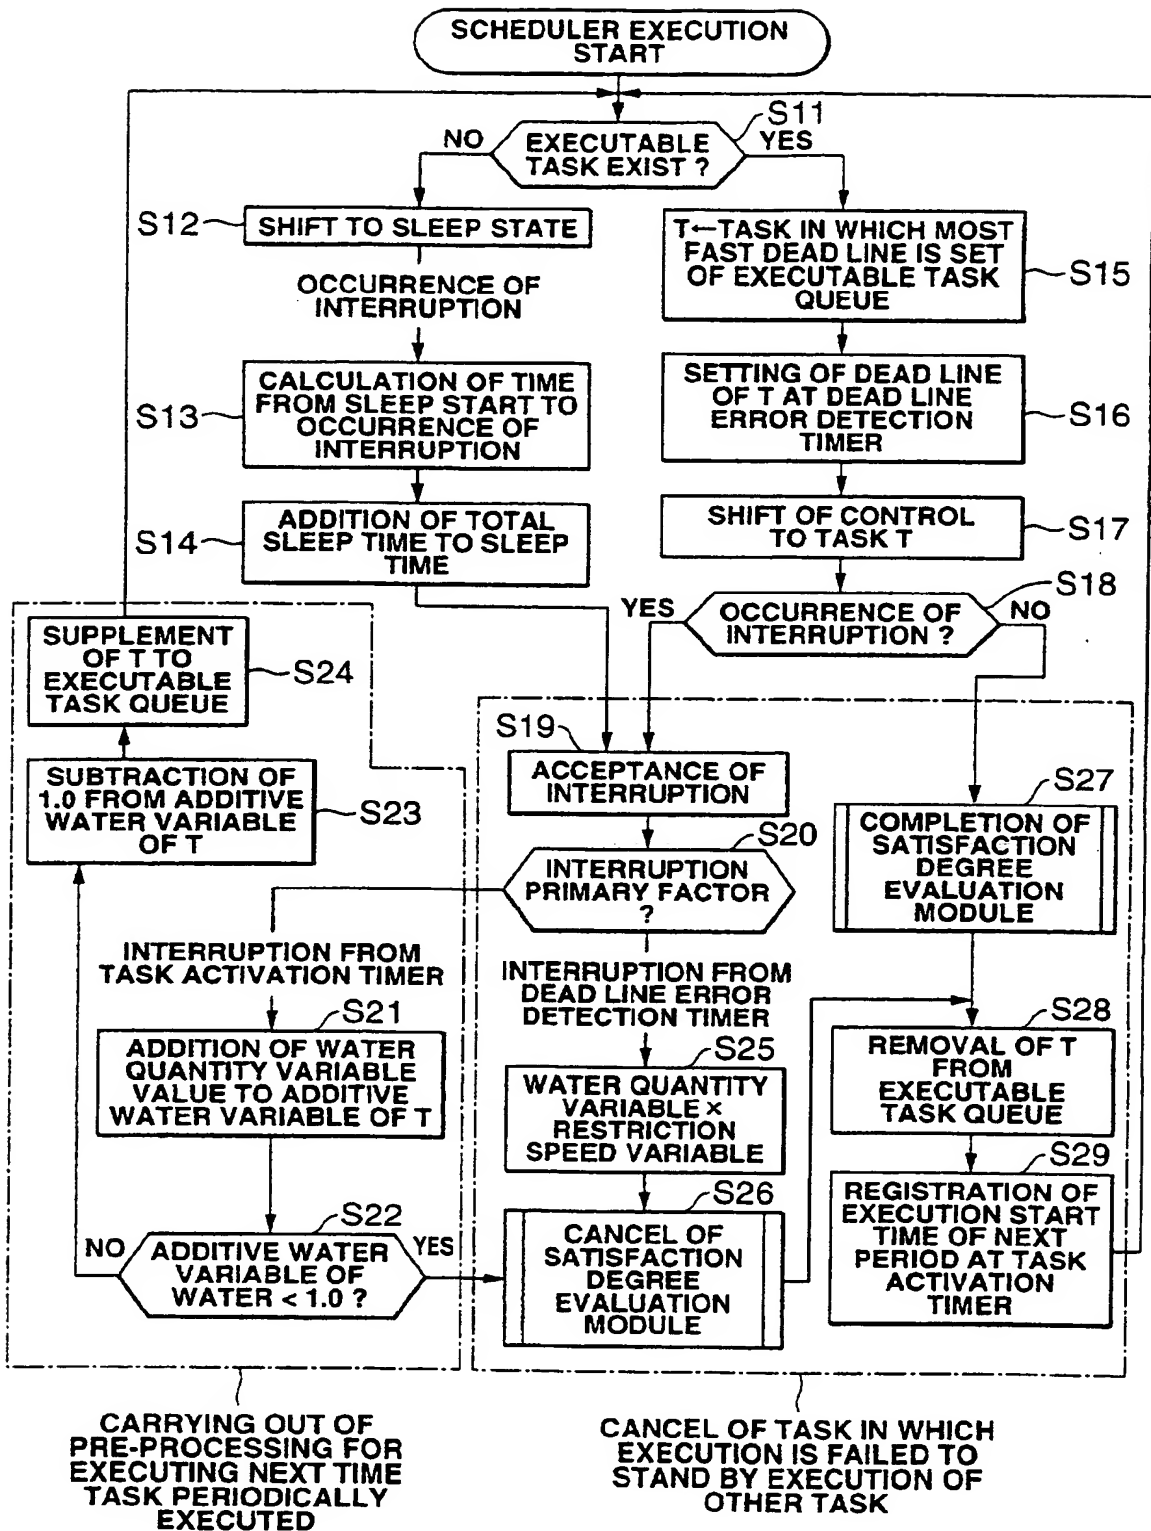 SCHEDULER EXECUTION
START
S11
NO
EXECUTABLE
TASK EXIST ?
YES
S12
SHIFT TO SLEEP STATE
OCCURRENCE OF
INTERRUPTION
S13
CALCULATION OF TIME
FROM SLEEP START TO
OCCURRENCE OF
INTERRUPTION
S14
ADDITION OF TOTAL
SLEEP TIME TO SLEEP
TIME
T←TASK IN WHICH MOST
FAST DEAD LINE IS SET
OF EXECUTABLE TASK
QUEUE
S15
SETTING OF DEAD LINE
OF T AT DEAD LINE
ERROR DETECTION
TIMER
S16
SHIFT OF CONTROL
TO TASK T
S17
S18
YES
OCCURRENCE OF
INTERRUPTION ?
NO
SUPPLEMENT
OF T TO
EXECUTABLE
TASK QUEUE
S24
SUBTRACTION OF
1.0 FROM ADDITIVE
WATER VARIABLE
OF T
S23
S19
ACCEPTANCE OF
INTERRUPTION
S20
INTERRUPTION
PRIMARY FACTOR
?
S27
COMPLETION OF
SATISFACTION
DEGREE
EVALUATION
MODULE
INTERRUPTION FROM
TASK ACTIVATION TIMER
S21
ADDITION OF WATER
QUANTITY VARIABLE
VALUE TO ADDITIVE
WATER VARIABLE OF T
INTERRUPTION FROM
DEAD LINE ERROR
DETECTION TIMER
S25
WATER QUANTITY
VARIABLE ×
RESTRICTION
SPEED VARIABLE
S28
REMOVAL OF T
FROM
EXECUTABLE
TASK QUEUE
S22
NO
ADDITIVE WATER
VARIABLE OF
WATER < 1.0 ?
YES
S26
CANCEL OF
SATISFACTION
DEGREE
EVALUATION
MODULE
S29
REGISTRATION OF
EXECUTION START
TIME OF NEXT
PERIOD AT TASK
ACTIVATION
TIMER
CARRYING OUT OF
PRE-PROCESSING FOR
EXECUTING NEXT TIME
TASK PERIODICALLY
EXECUTED
CANCEL OF TASK IN WHICH
EXECUTION IS FAILED TO
STAND BY EXECUTION OF
OTHER TASK